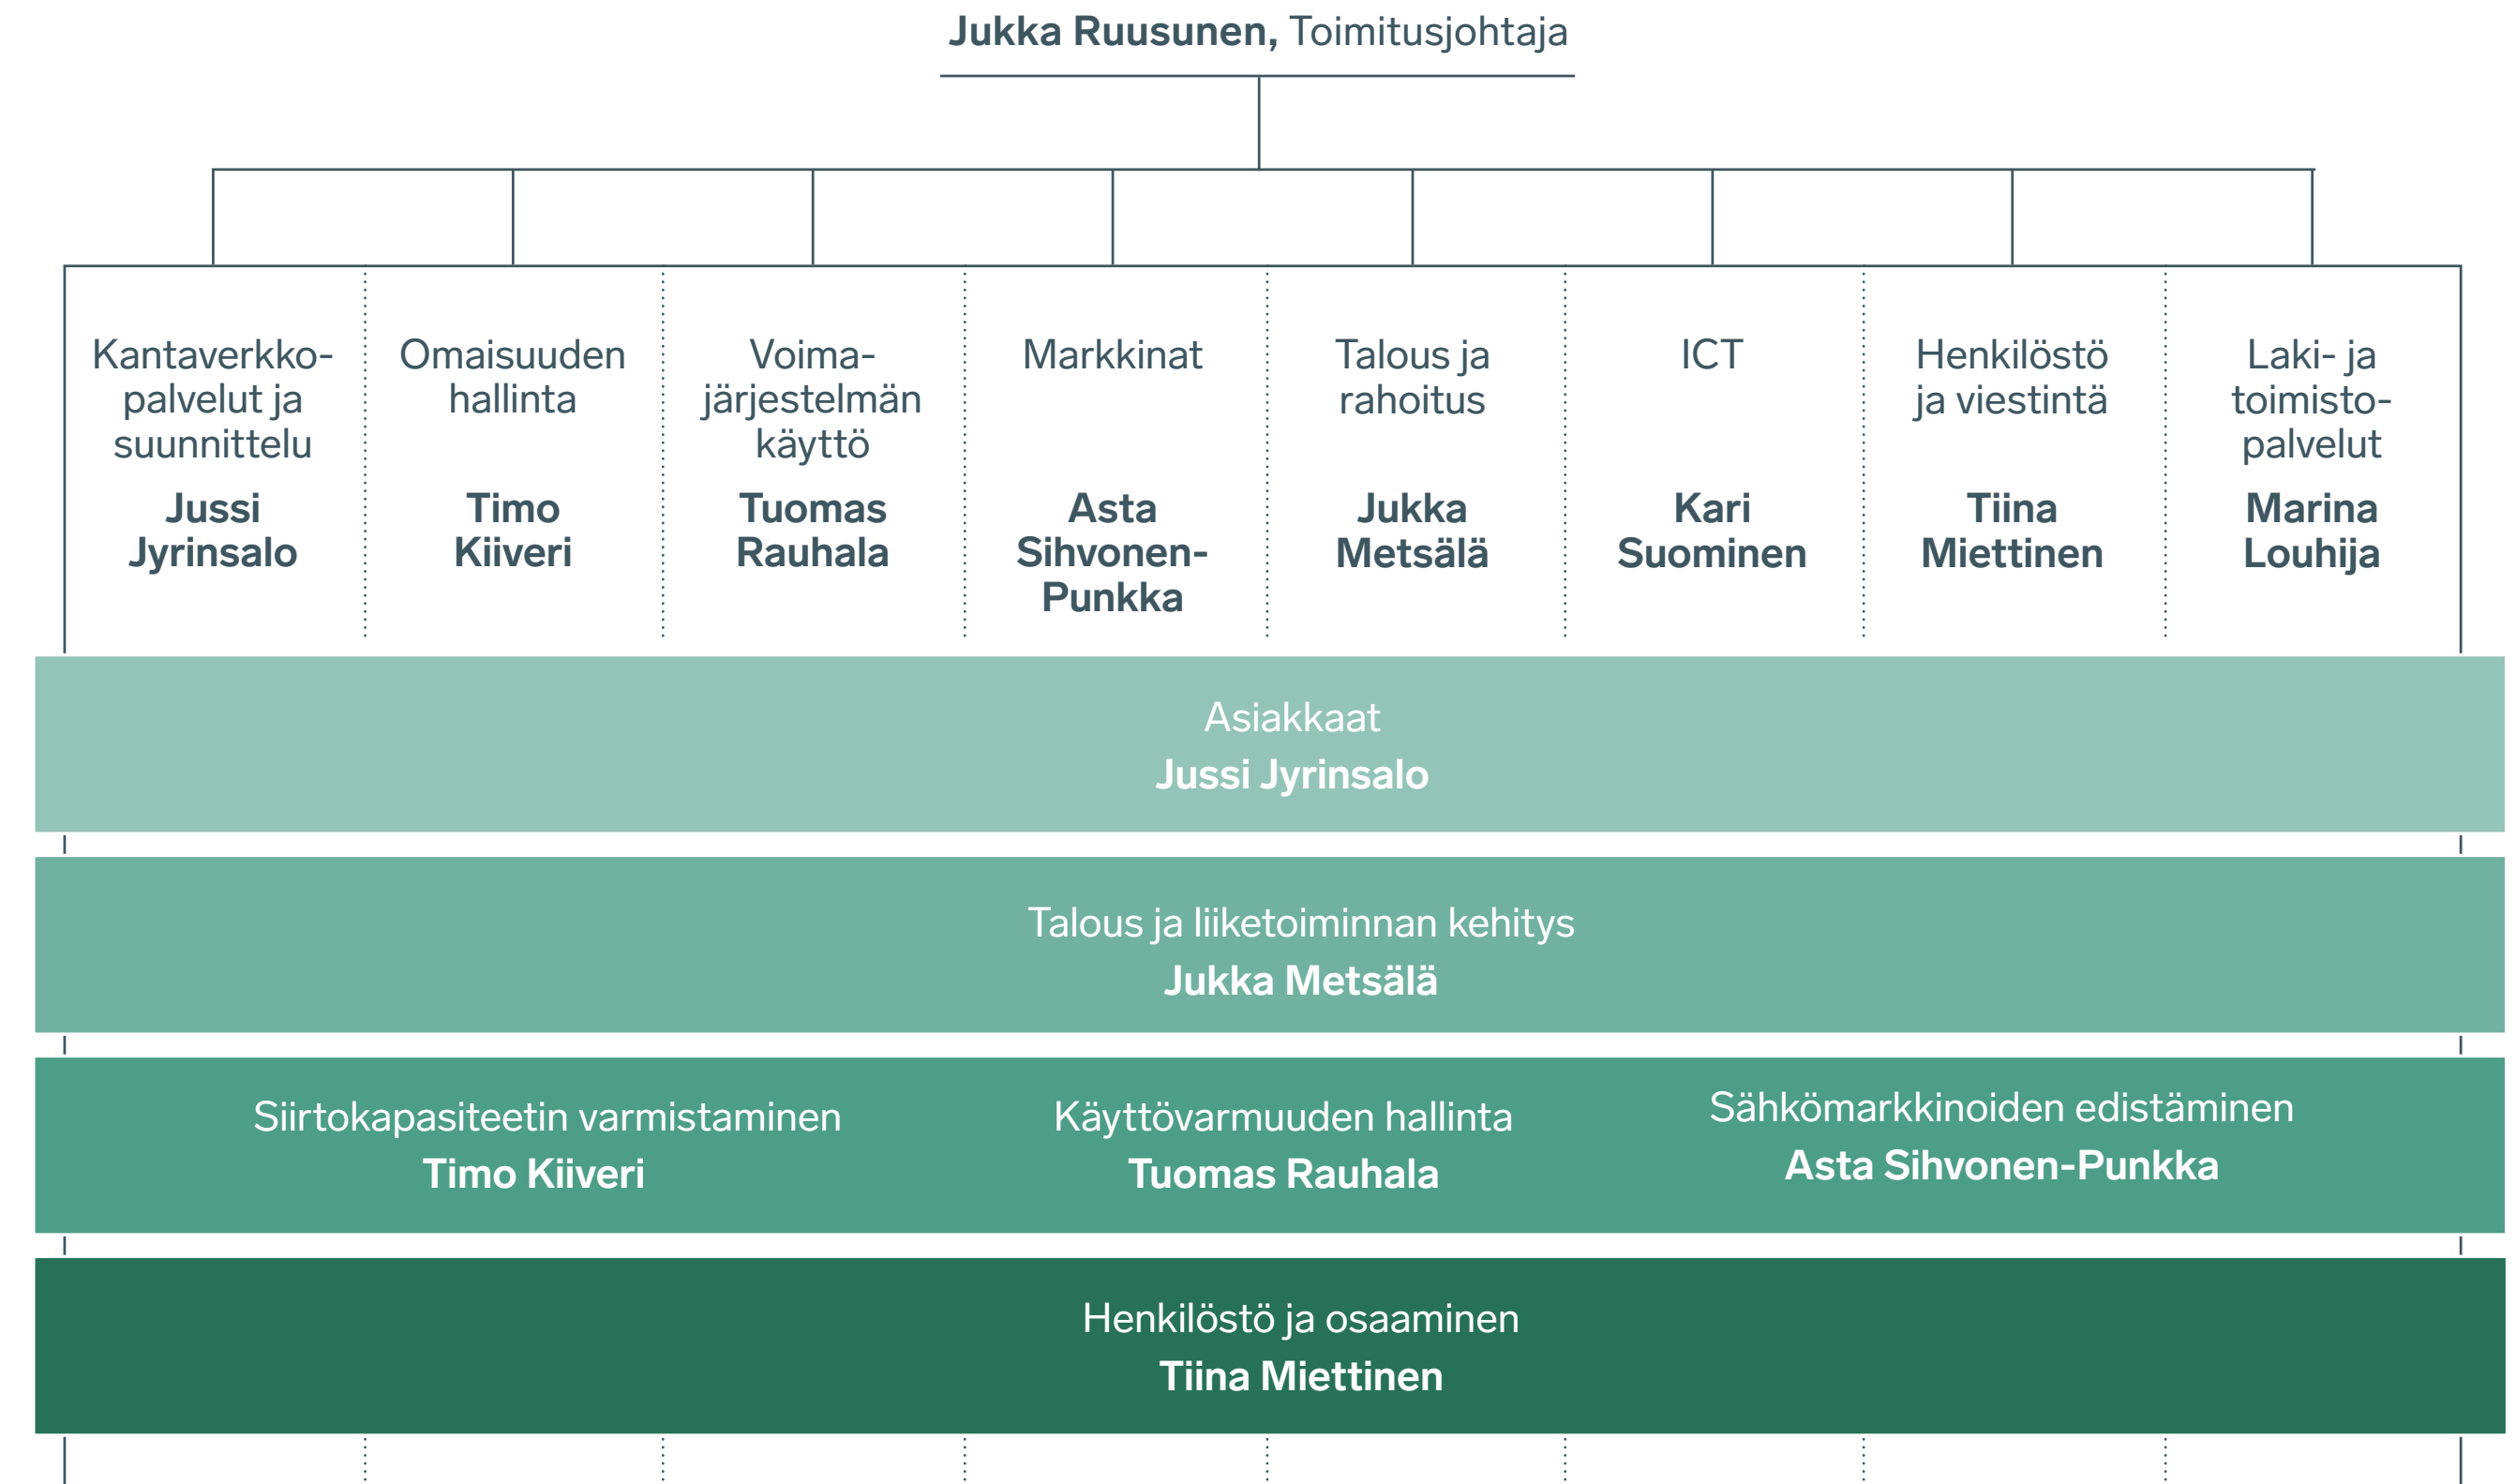 Jukka Ruusunen, Toimitusjohtaja
Kantaverkko-
palvelut ja
suunnittelu
Jussi
Jyrinsalo
Omaisuuden
hallinta
Timo
Kiiveri
Voima-
järjestelmän
käyttö
Tuomas
Rauhala
Markkinat
Asta
Sihvonen-
Punkka
Talous ja
rahoitus
Jukka
Metsälä
ICT
Kari
Suominen
Henkilöstö
ja viestintä
Tiina
Miettinen
Laki- ja
toimisto-
palvelut
Marina
Louhija
Asiakkaat
Jussi Jyrinsalo
Talous ja liiketoiminnan kehitys
Jukka Metsälä
Siirtokapasiteetin varmistaminen
Timo Kiiveri
Käyttövarmuuden hallinta
Tuomas Rauhala
Sähkömarkkinoiden edistäminen
Asta Sihvonen-Punkka
Henkilöstö ja osaaminen
Tiina Miettinen